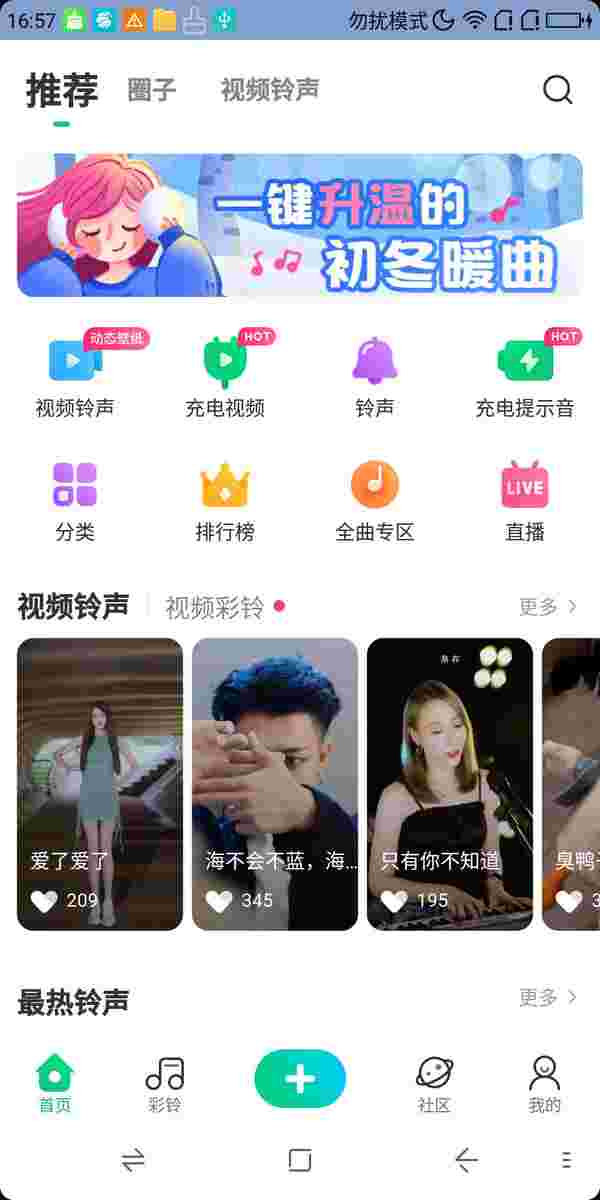 16:57 勿扰模式
推荐 圈子 视频铃声
一键升温的
初冬暖曲
动态壁纸 HOT HOT
视频铃声 充电视频 铃声 充电提示音
LIVE
分类 排行榜 全曲专区 直播
视频铃声 视频彩铃 更多
爱了爱了 海不会不蓝，海... 只有你不知道 臭鸭
209 345 195 3
最热铃声 更多
首页 彩铃 社区 我的